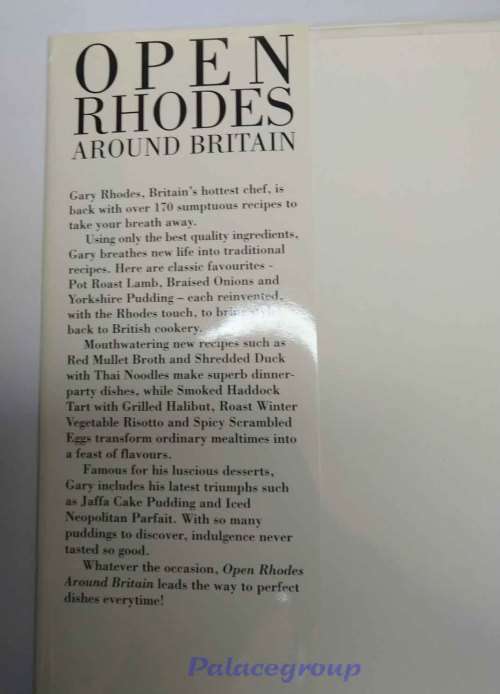 OPEN
RHODES
AROUND BRITAIN
Gary Rhodes, Britain's hottest chef, is
back with over 170 sumptuous recipes to
take your breath away.
Using only the best quality ingredients,
Gary breathes new life into traditional
recipes. Here are classic favourites -
Pot Roast Lamb, Braised Onions and
Yorkshire Pudding – each reinvented,
with the Rhodes touch, to
back to British cookery.
Mouthwatering new recipes such as
Red Mullet Broth and Shredded Duck
with Thai Noodles make superb dinner-
party dishes, while Smoked Haddock
Tart with Grilled Halibut, Roast Winter
Vegetable Risotto and Spicy Scrambled
Eggs transform ordinary mealtimes into
a feast of flavours.
Famous for his luscious desserts,
Gary includes his latest triumphs such
as Jaffa Cake Pudding and Iced
Neopolitan Parfait. With so many
puddings to discover, indulgence never
tasted so good.
Whatever the occasion, Open Rhodes
Around Britain leads the way to perfect
dishes everytime!
Palacegroup